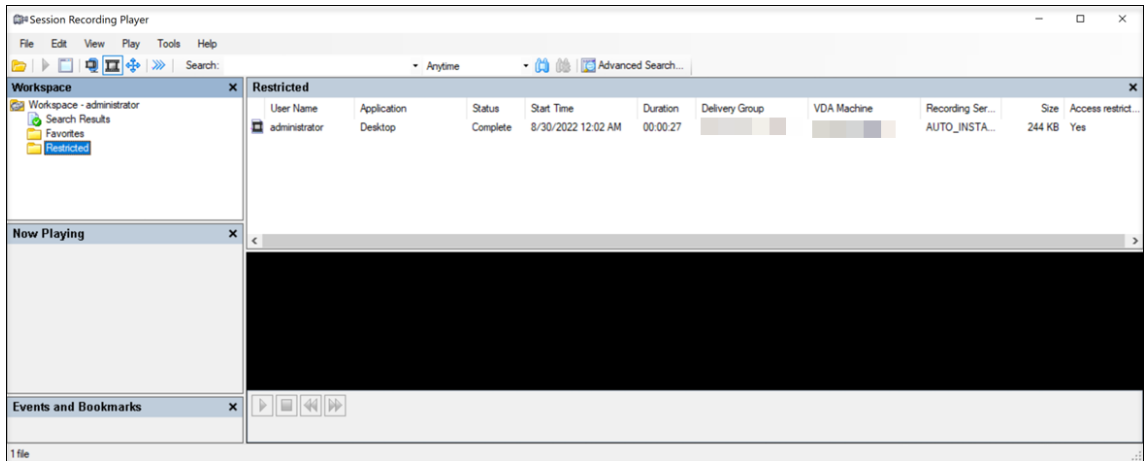 Session Recording Player
File Edit View Play Tools Help
Search: Anytime Advanced Search...
Workspace
Workspace - administrator
Search Results
Favorites
Restricted
Restricted
User Name Application Status Start Time Duration Delivery Group VDA Machine Recording Ser... Size Access restrict...
administrator Desktop Complete 8/30/2022 12:02 AM 00:00:27 AUTO_INSTA... 244 KB Yes
Now Playing
Events and Bookmarks
1 file